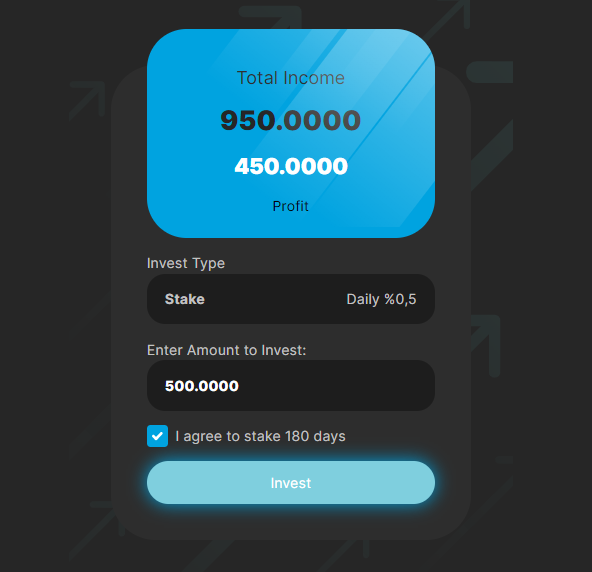 Total Income
950.0000
450.0000
Profit
Invest Type
Stake Daily %0,5
Enter Amount to Invest:
500.0000
I agree to stake 180 days
Invest